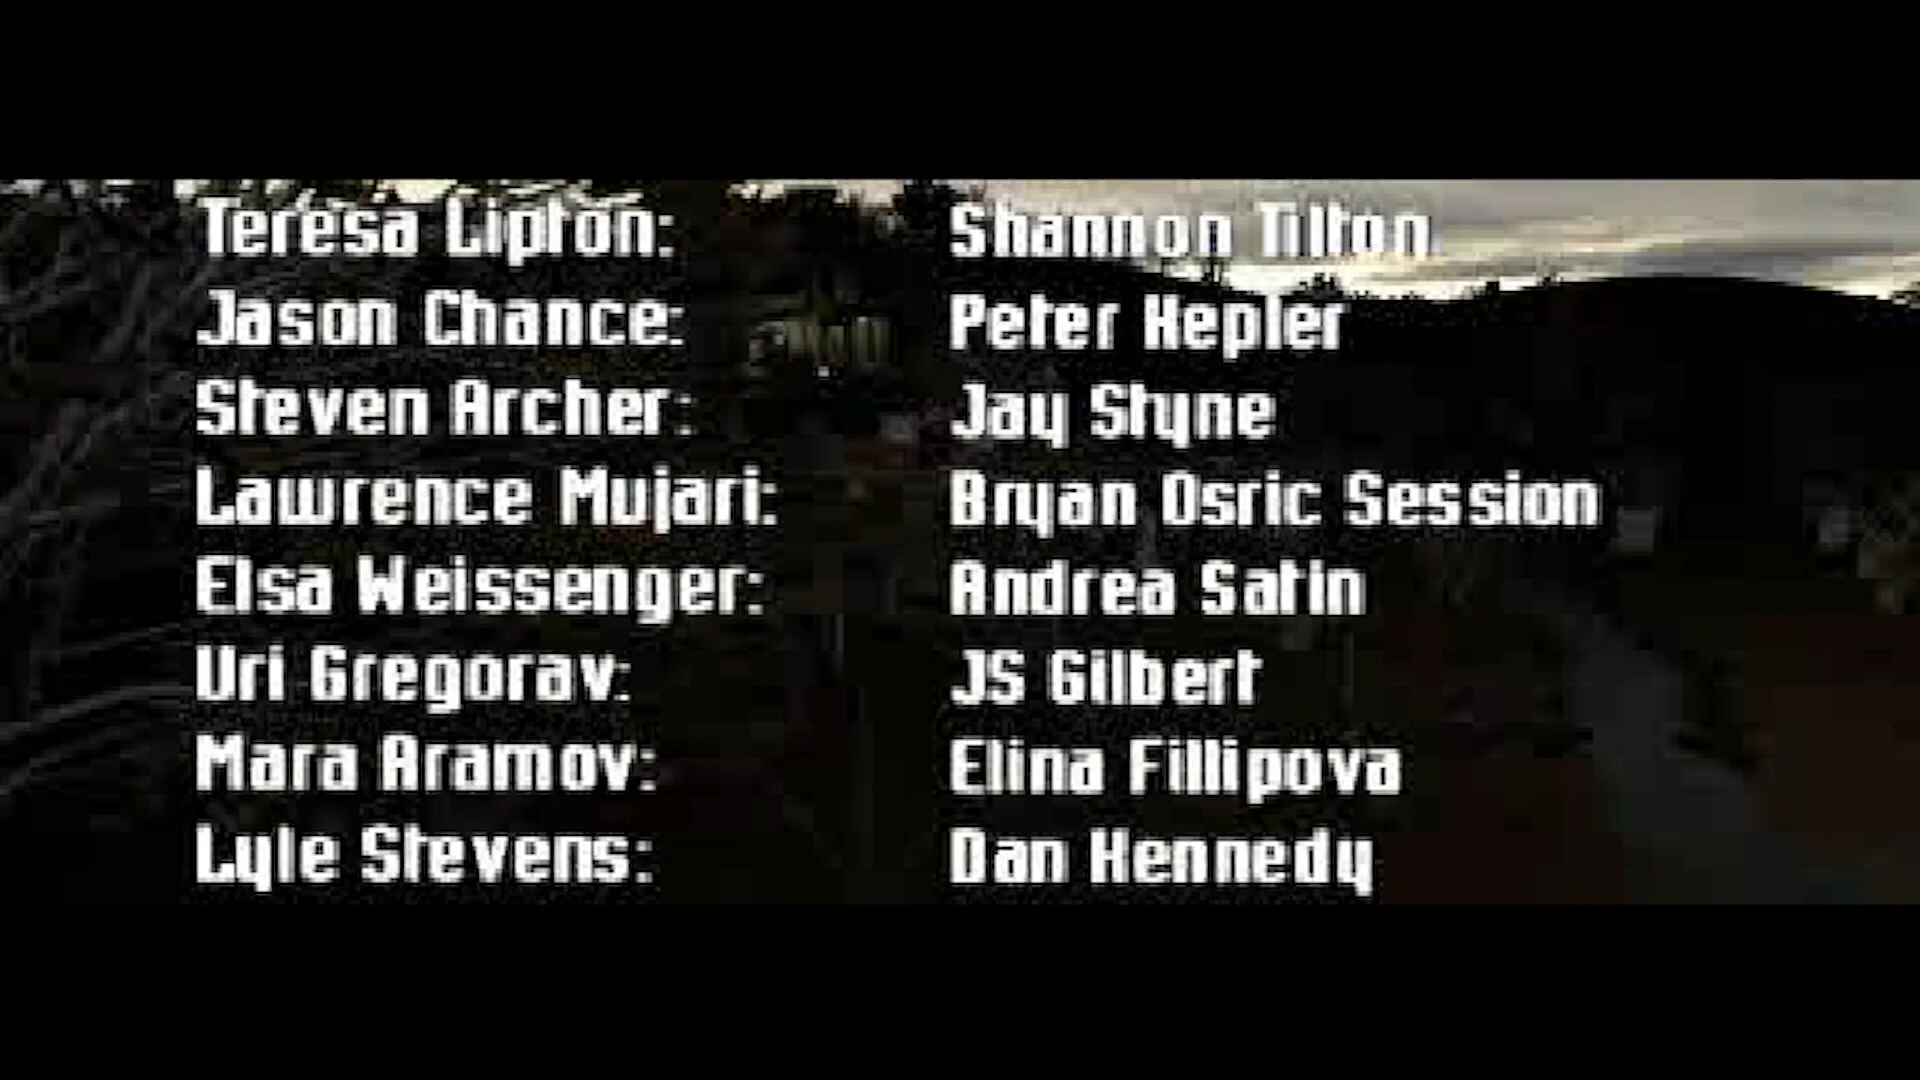 Teresa Lipton: Shannon Tilton
Jason Chance: Peter Hepler
Steven Archer: Jay Styne
Lawrence Mujari: Bryan Osric Session
Elsa Weissenger: Andrea Satin
Uri Gregorav: JS Gilbert
Mara Aramov: Elina Fillipova
Lyle Stevens: Dan Kennedy